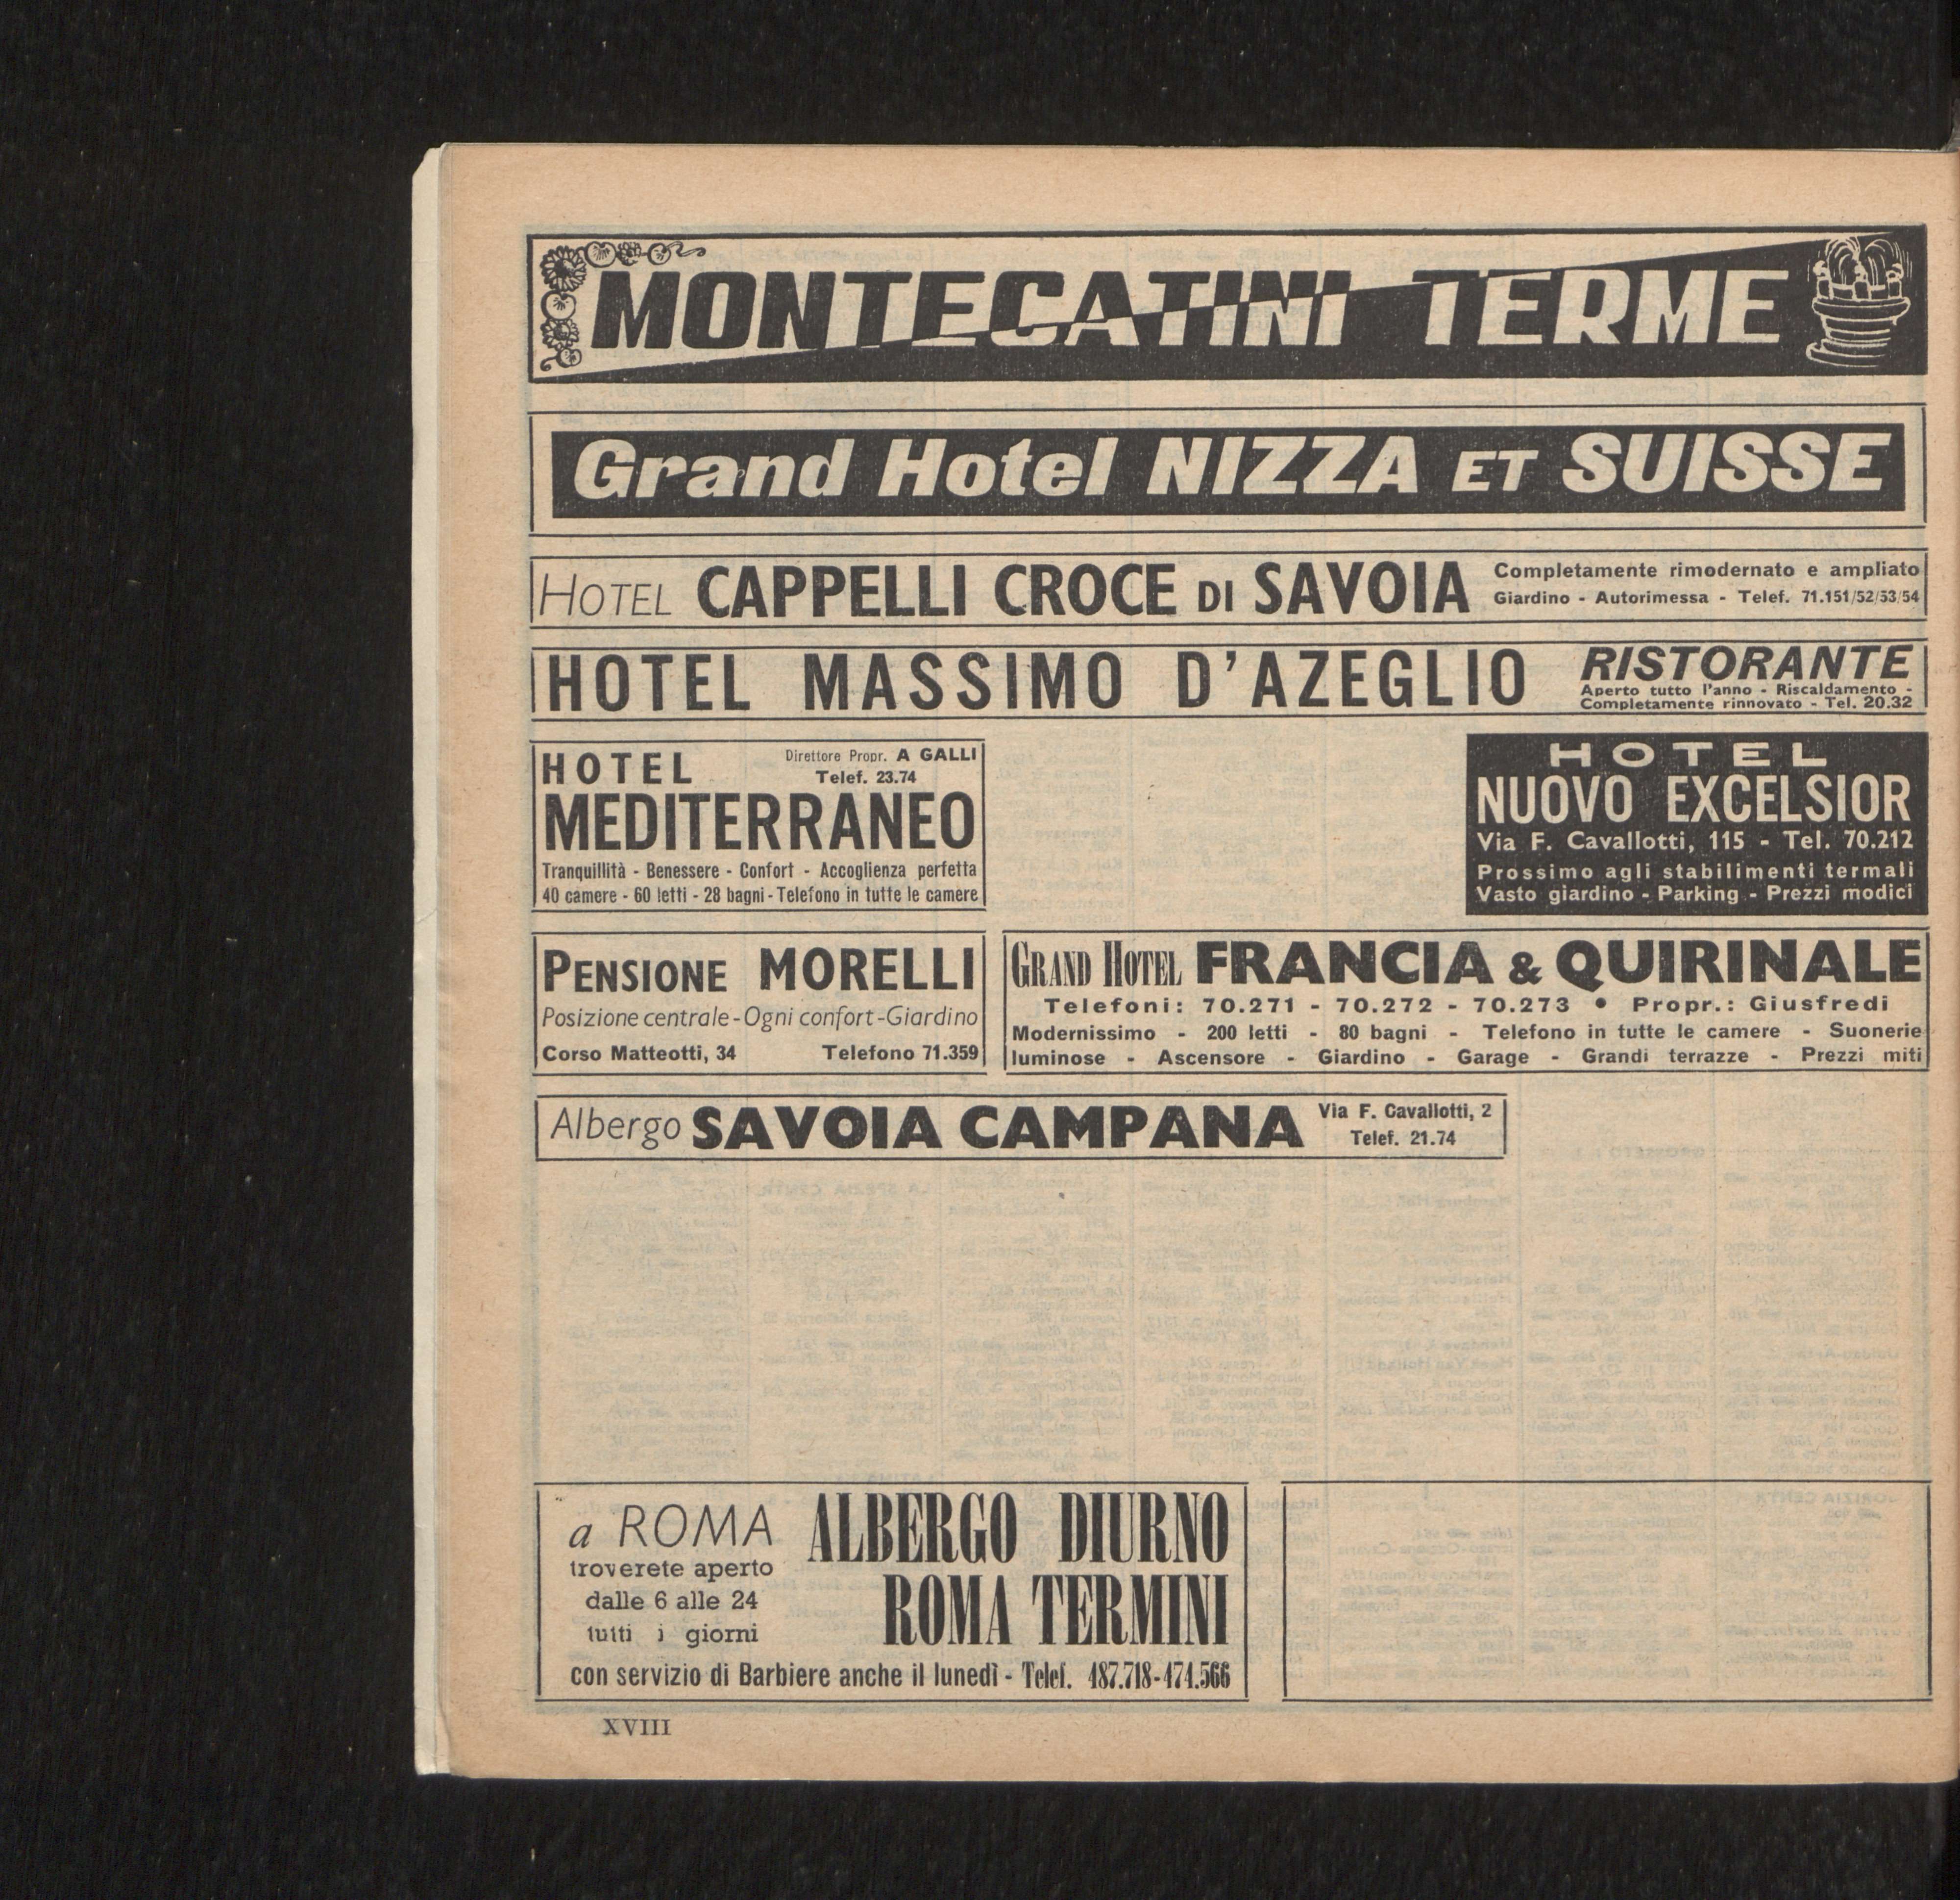 MONTECATINI TERME
Grand Hotel NIZZA ET SUISSE
HOTEL CAPPELLI CROCE DI SAVOIA
Completamente rimodernato e ampliato
Giardino - Autorimessa - Telef. 71.151/52/53/54
HOTEL MASSIMO D'AZEGLIO
RISTORANTE
Aperto tutto l'anno - Riscaldamento -
Completamente rinnovato - Tel. 20.32
HOTEL
Direttore Propr. A GALLI
Telef. 23.74
MEDITERRANEO
Tranquillità - Benessere - Confort - Accoglienza perfetta
40 camere - 60 letti - 28 bagni - Telefono in tutte le camere
HOTEL
NUOVO EXCELSIOR
Via F. Cavallotti, 115 - Tel. 70.212
Prossimo agli stabilimenti termali
Vasto giardino - Parking - Prezzi modici
PENSIONE MORELLI
Posizione centrale - Ogni confort - Giardino
Corso Matteotti, 34 Telefono 71.359
GRAND HOTEL FRANCIA & QUIRINALE
Telefoni: 70.271 - 70.272 - 70.273 • Propr.: Giusfredi
Modernissimo - 200 letti - 80 bagni - Telefono in tutte le camere - Suonerie
luminose - Ascensore - Giardino - Garage - Grandi terrazze - Prezzi miti
Albergo SAVOIA CAMPANA
Via F. Cavallotti, 2
Telef. 21.74
a ROMA
troverete aperto
dalle 6 alle 24
tutti i giorni
ALBERGO DIURNO
ROMA TERMINI
con servizio di Barbiere anche il lunedì - Telef. 487.718-474.566
XVIII